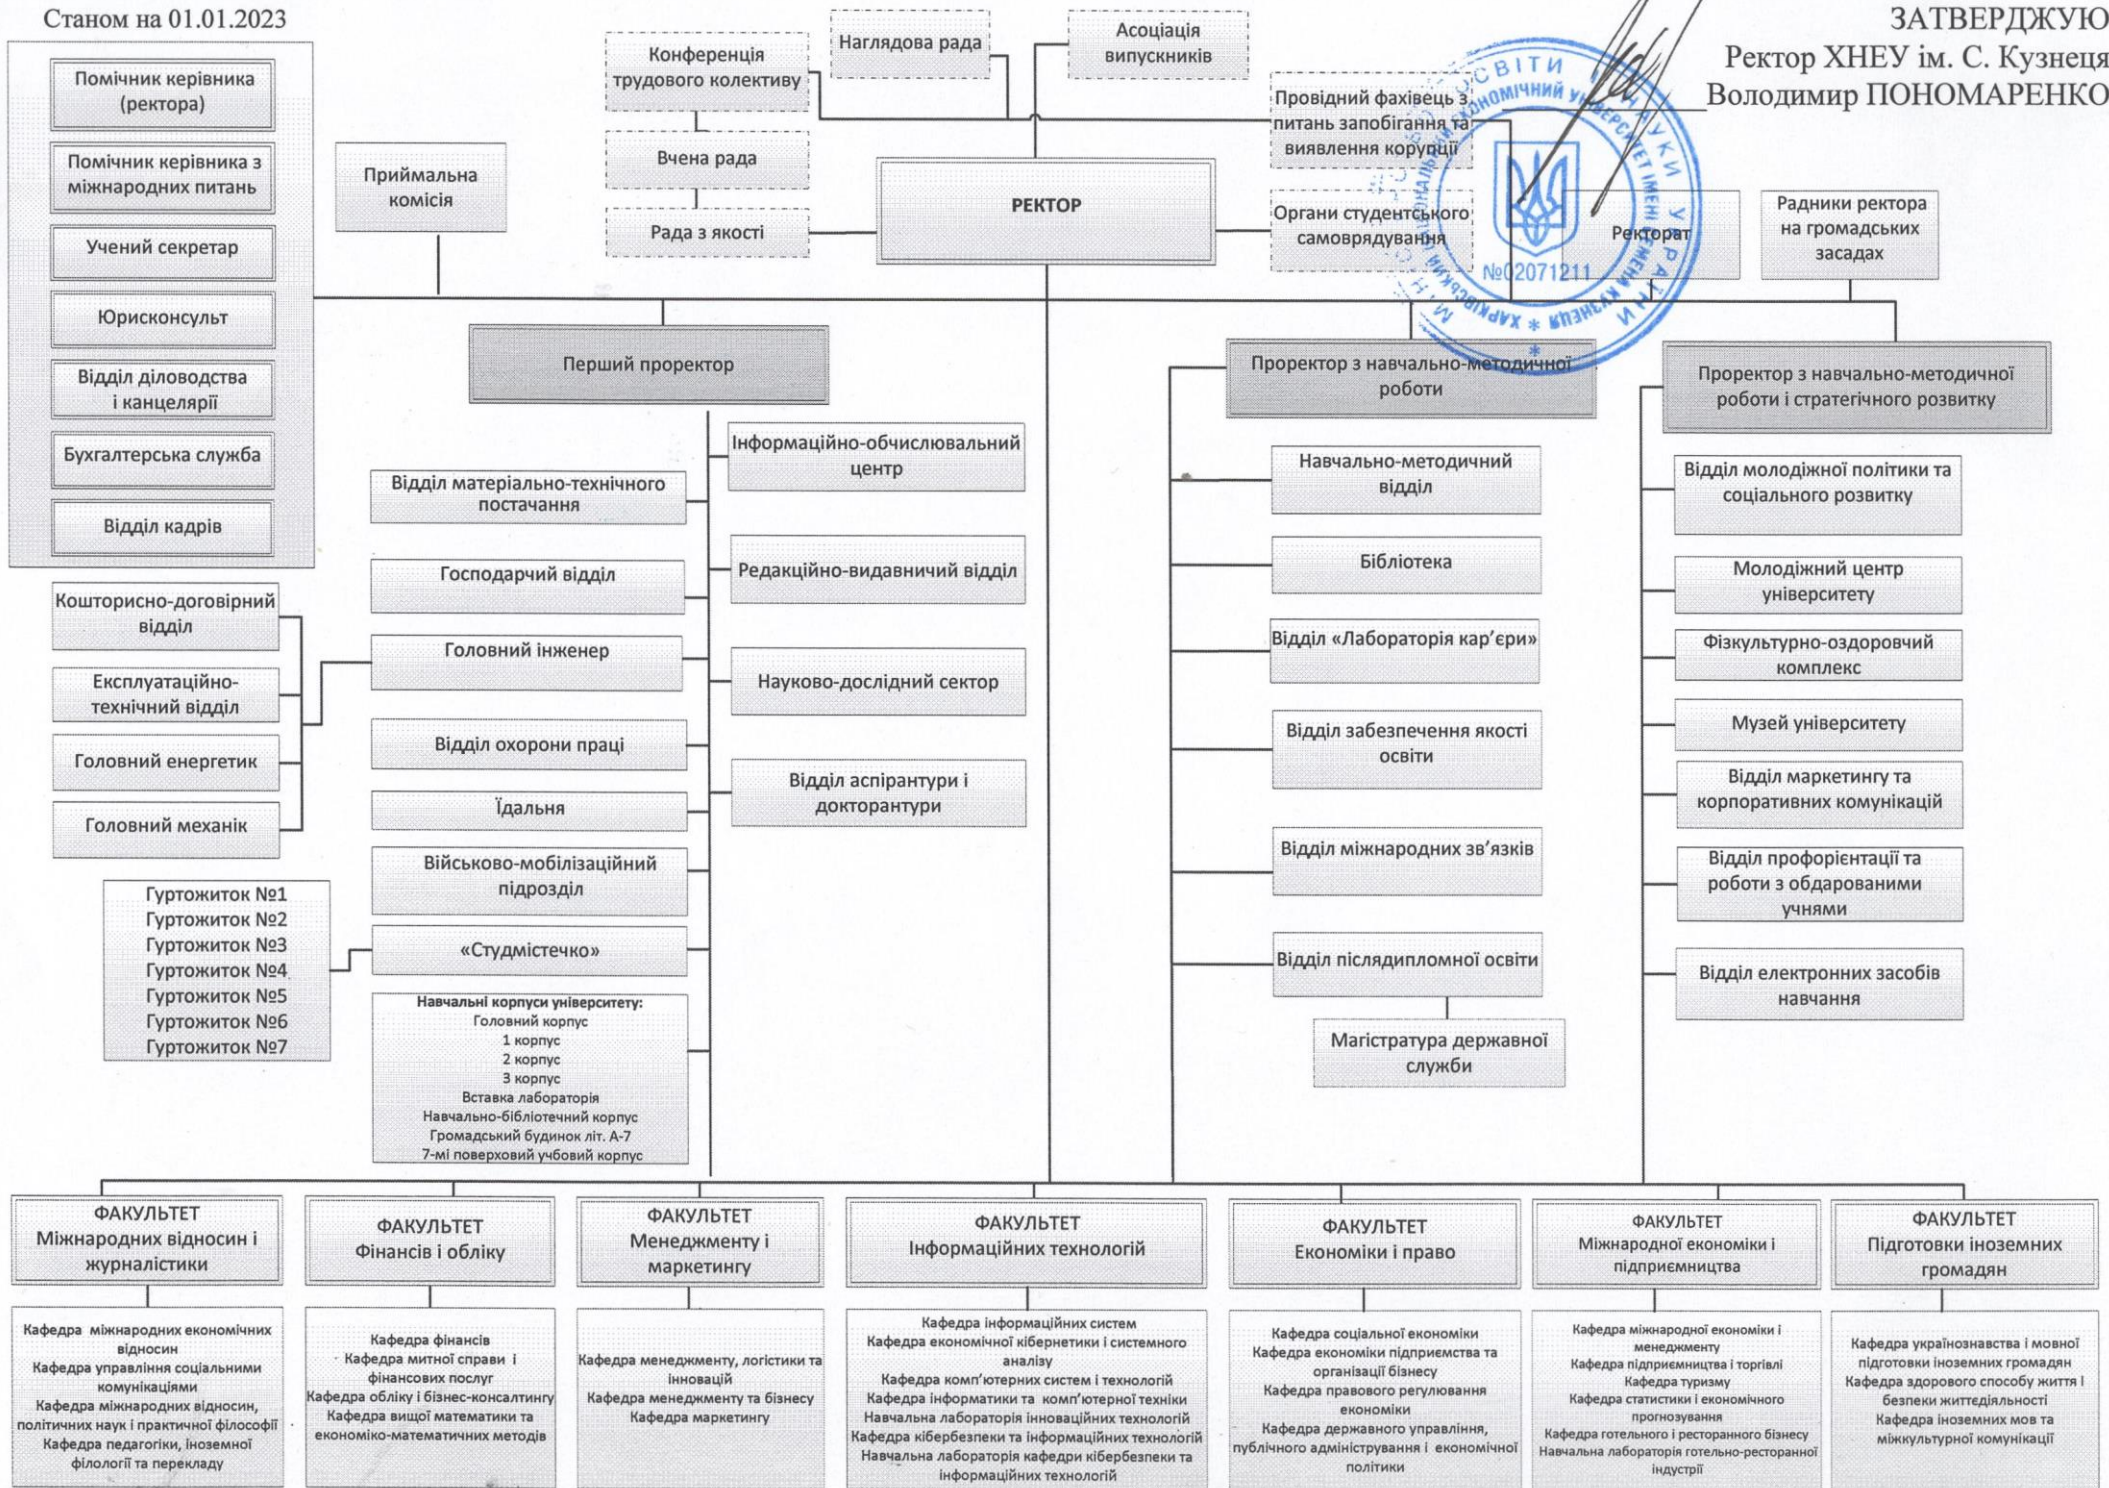 Станом на 01.01.2023
ЗАТВЕРДЖУЮ
Ректор ХНЕУ ім. С. Кузнеця
Володимир ПОНОМАРЕНКО
Помічник керівника
(ректора)
Помічник керівника з
міжнародних питань
Учений секретар
Юрисконсульт
Відділ діловодства
і канцелярії
Бухгалтерська служба
Відділ кадрів
Приймальна
комісія
Конференція
трудового колективу
Вчена рада
Рада з якості
Наглядова рада
Асоціація
випускників
РЕКТОР
Провідний фахівець з
питань запобігання та
виявлення корупції
Органи студентського
самоврядування
Ректорат
Радники ректора
на громадських
засадах
МІНІСТЕРСТВО ОСВІТИ І НАУКИ УКРАЇНИ
ХАРКІВСЬКИЙ НАЦІОНАЛЬНИЙ ЕКОНОМІЧНИЙ УНІВЕРСИТЕТ ІМЕНІ СЕМЕНА КУЗНЕЦЯ
№02071211
Перший проректор
Проректор з навчально-методичної
роботи
Проректор з навчально-методичної
роботи і стратегічного розвитку
Відділ матеріально-технічного
постачання
Господарчий відділ
Головний інженер
Відділ охорони праці
Їдальня
Військово-мобілізаційний
підрозділ
«Студмістечко»
Навчальні корпуси університету:
Головний корпус
1 корпус
2 корпус
3 корпус
Вставка лабораторія
Навчально-бібліотечний корпус
Громадський будинок літ. А-7
7-мі поверховий учбовий корпус
Кошторисно-договірний
відділ
Експлуатаційно-
технічний відділ
Головний енергетик
Головний механік
Гуртожиток №1
Гуртожиток №2
Гуртожиток №3
Гуртожиток №4
Гуртожиток №5
Гуртожиток №6
Гуртожиток №7
Інформаційно-обчислювальний
центр
Редакційно-видавничий відділ
Науково-дослідний сектор
Відділ аспірантури і
докторантури
Навчально-методичний
відділ
Бібліотека
Відділ «Лабораторія кар’єри»
Відділ забезпечення якості
освіти
Відділ міжнародних зв’язків
Відділ післядипломної освіти
Магістратура державної
служби
Відділ молодіжної політики та
соціального розвитку
Молодіжний центр
університету
Фізкультурно-оздоровчий
комплекс
Музей університету
Відділ маркетингу та
корпоративних комунікацій
Відділ профорієнтації та
роботи з обдарованими
учнями
Відділ електронних засобів
навчання
ФАКУЛЬТЕТ
Міжнародних відносин і
журналістики
Кафедра міжнародних економічних
відносин
Кафедра управління соціальними
комунікаціями
Кафедра міжнародних відносин,
політичних наук і практичної філософії
Кафедра педагогіки, іноземної
філології та перекладу
ФАКУЛЬТЕТ
Фінансів і обліку
Кафедра фінансів
Кафедра митної справи і
фінансових послуг
Кафедра обліку і бізнес-консалтингу
Кафедра вищої математики та
економіко-математичних методів
ФАКУЛЬТЕТ
Менеджменту і
маркетингу
Кафедра менеджменту, логістики та
інновацій
Кафедра менеджменту та бізнесу
Кафедра маркетингу
ФАКУЛЬТЕТ
Інформаційних технологій
Кафедра інформаційних систем
Кафедра економічної кібернетики і системного
аналізу
Кафедра комп’ютерних систем і технологій
Кафедра інформатики та комп’ютерної техніки
Навчальна лабораторія інноваційних технологій
Кафедра кібербезпеки та інформаційних технологій
Навчальна лабораторія кафедри кібербезпеки та
інформаційних технологій
ФАКУЛЬТЕТ
Економіки і право
Кафедра соціальної економіки
Кафедра економіки підприємства та
організації бізнесу
Кафедра правового регулювання
економіки
Кафедра державного управління,
публічного адміністрування і економічної
політики
ФАКУЛЬТЕТ
Міжнародної економіки і
підприємництва
Кафедра міжнародної економіки і
менеджменту
Кафедра підприємництва і торгівлі
Кафедра туризму
Кафедра статистики і економічного
прогнозування
Кафедра готельного і ресторанного бізнесу
Навчальна лабораторія готельно-ресторанної
індустрії
ФАКУЛЬТЕТ
Підготовки іноземних
громадян
Кафедра українознавства і мовної
підготовки іноземних громадян
Кафедра здорового способу життя і
безпеки життєдіяльності
Кафедра іноземних мов та
міжкультурної комунікації